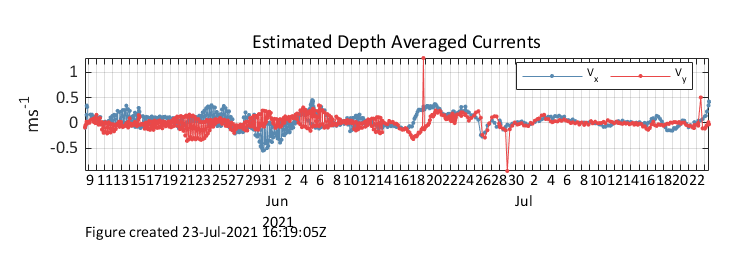 Estimated Depth Averaged Currents
1
0.5
0
-0.5
ms⁻¹
Vx
Vy
9 11 13 15 17 19 21 23 25 27 29 31 2 4 6 8 10 12 14 16 18 20 22 24 26 28 30 2 4 6 8 10 12 14 16 18 20 22
Jun Jul
2021
Figure created 23-Jul-2021 16:19:05Z